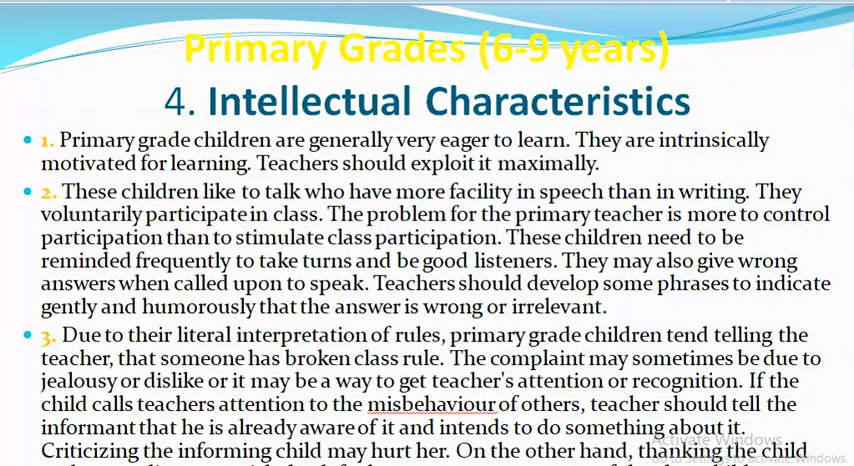 Primary Grades (6-9 years)
4. Intellectual Characteristics
1. Primary grade children are generally very eager to learn. They are intrinsically
motivated for learning. Teachers should exploit it maximally.
2. These children like to talk who have more facility in speech than in writing. They
voluntarily participate in class. The problem for the primary teacher is more to control
participation than to stimulate class participation. These children need to be
reminded frequently to take turns and be good listeners. They may also give wrong
answers when called upon to speak. Teachers should develop some phrases to indicate
gently and humorously that the answer is wrong or irrelevant.
3. Due to their literal interpretation of rules, primary grade children tend telling the
teacher, that someone has broken class rule. The complaint may sometimes be due to
jealousy or dislike or it may be a way to get teacher's attention or recognition. If the
child calls teachers attention to the misbehaviour of others, teacher should tell the
informant that he is already aware of it and intends to do something about it.
Activate Windows
Criticizing the informing child may hurt her. On the other hand, thanking the child
Go to Settings to activate Windows.